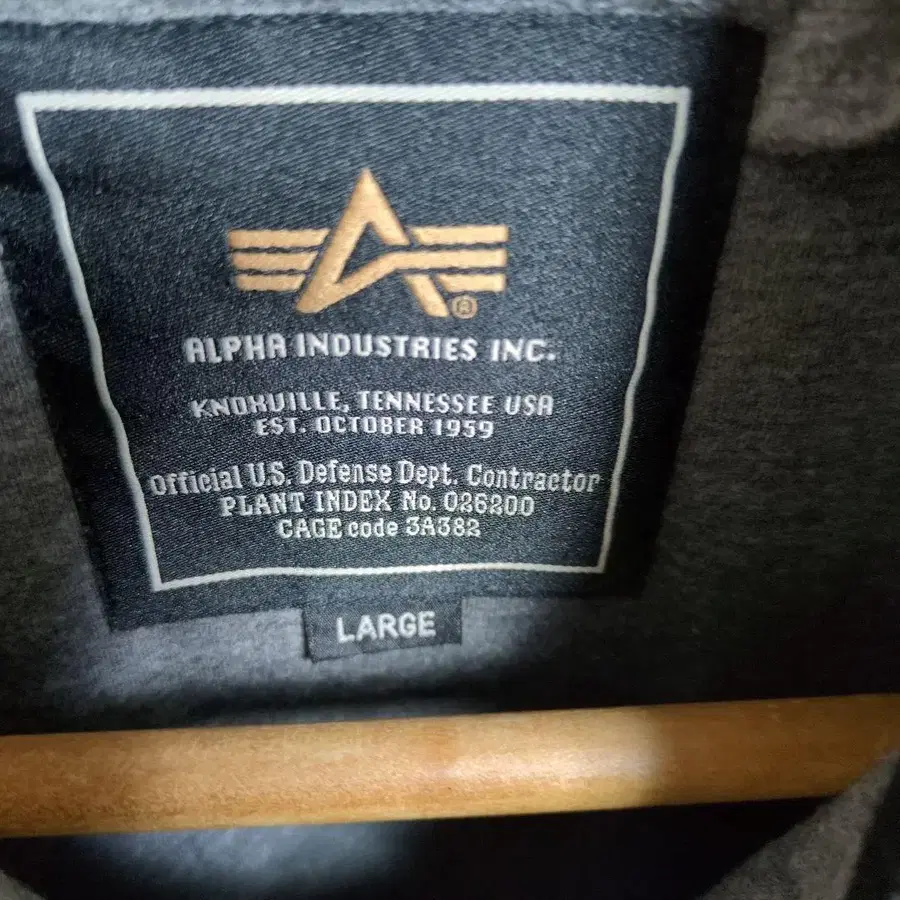 ALPHA INDUSTRIES INC.
KNOXVILLE, TENNESSEE USA
EST. OCTOBER 1959
Official U.S. Defense Dept. Contractor
PLANT INDEX No. 026200
CAGE code 3A382
LARGE